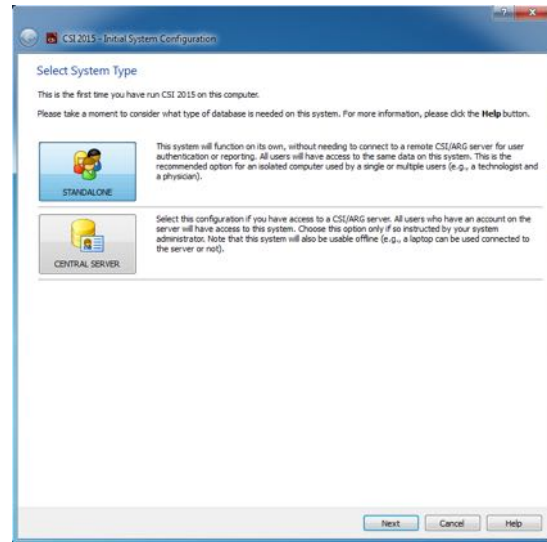 CSI 2015 - Initial System Configuration
Select System Type
This is the first time you have run CSI 2015 on this computer.
Please take a moment to consider what type of database is needed on this system. For more information, please click the Help button.
This system will function on its own, without needing to connect to a remote CSI/ARG server for user
authentication or reporting. All users will have access to the same data on this system. This is the
recommended option for an isolated computer used by a single or multiple users (e.g., a technologist and
a physician).
STANDALONE
Select this configuration if you have access to a CSI/ARG server. All users who have an account on the
server will have access to this system. Choose this option only if so instructed by your system
administrator. Note that this system will also be usable offline (e.g., a laptop can be used connected to
the server or not).
CENTRAL SERVER
Next Cancel Help